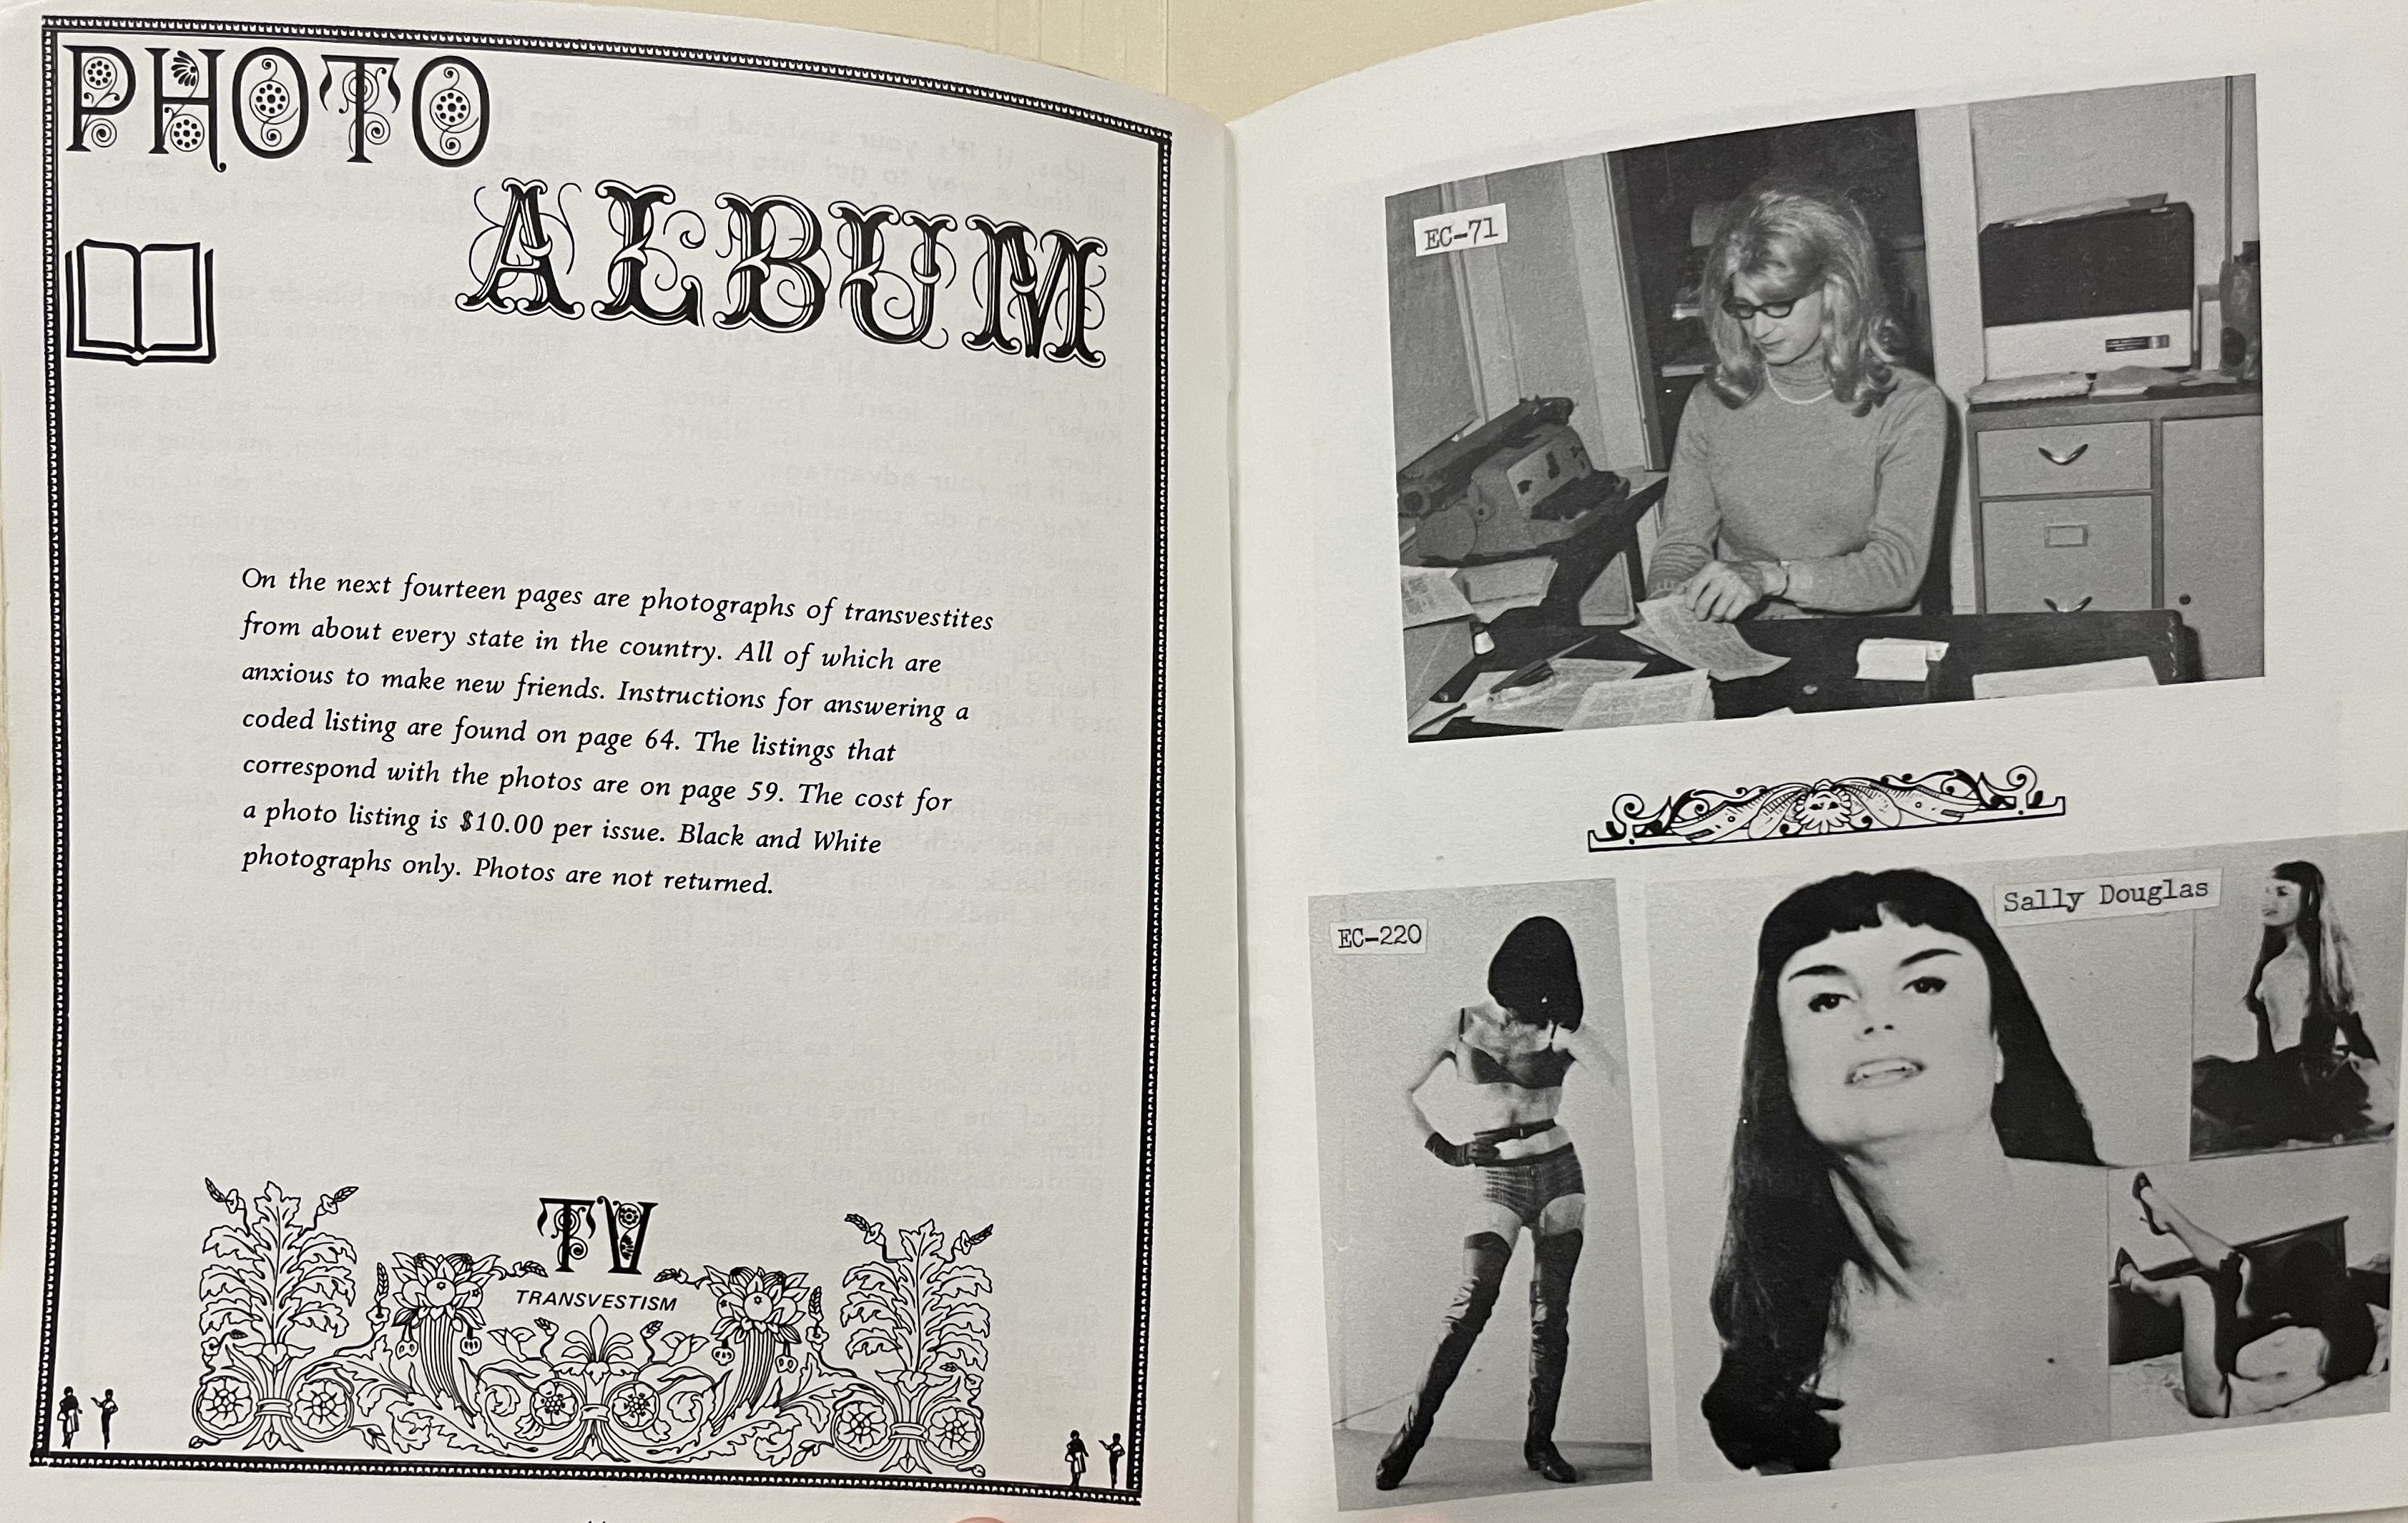 PHOTO
ALBUM
On the next fourteen pages are photographs of transvestites
from about every state in the country. All of which are
anxious to make new friends. Instructions for answering a
coded listing are found on page 64. The listings that
correspond with the photos are on page 59. The cost for
a photo listing is $10.00 per issue. Black and White
photographs only. Photos are not returned.
TV
TRANSVESTISM
EC-71
EC-220
Sally Douglas